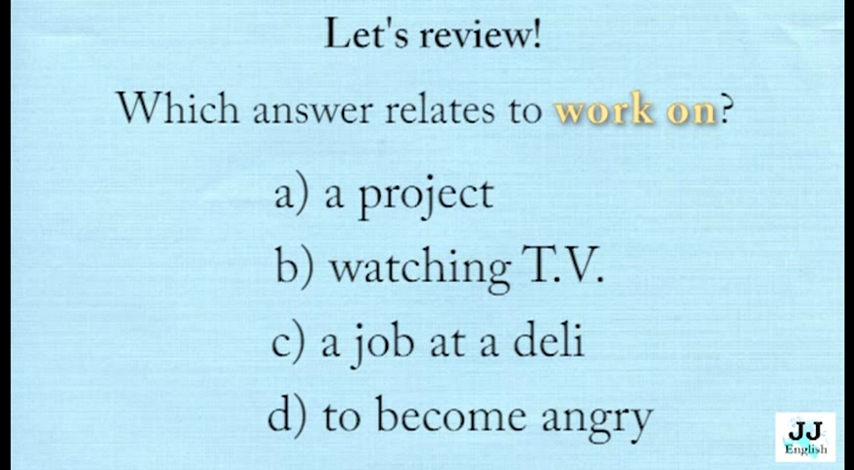 Let's review!
Which answer relates to work on?
a) a project
b) watching T.V.
c) a job at a deli
d) to become angry
JJ
English